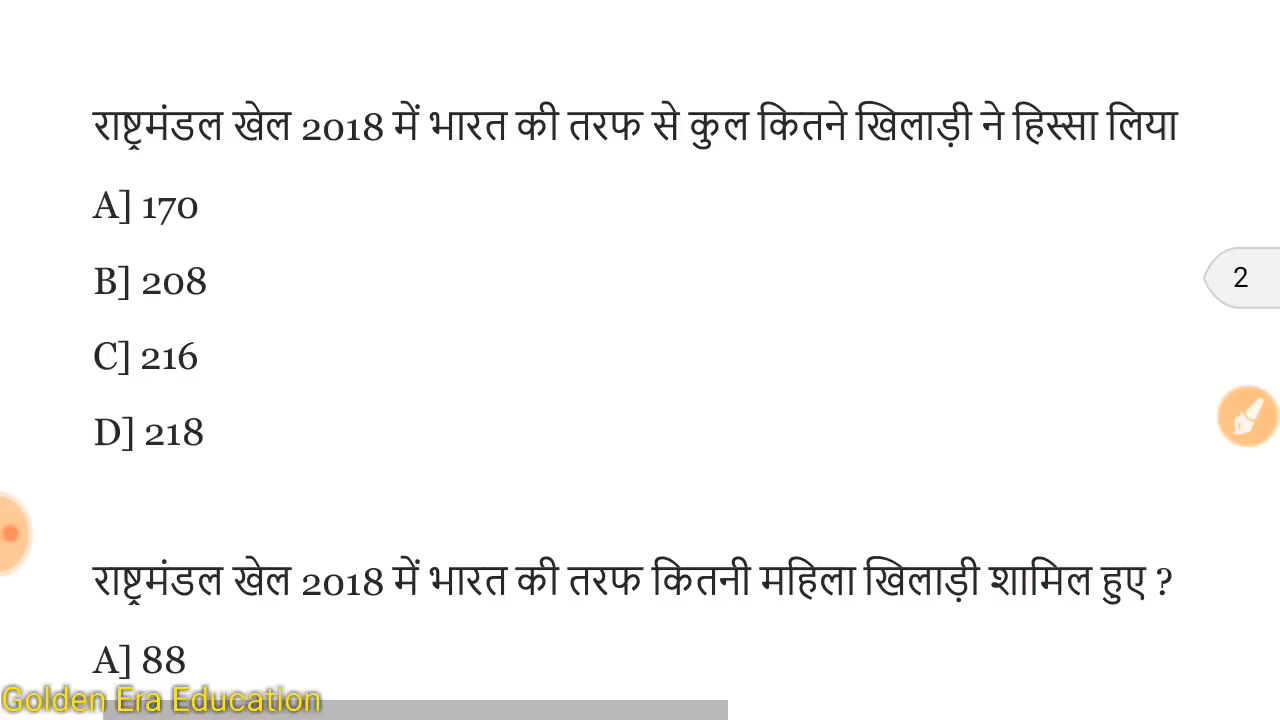 राष्ट्रमंडल खेल 2018 में भारत की तरफ से कुल कितने खिलाड़ी ने हिस्सा लिया
A] 170
B] 208
2
C] 216
D] 218
राष्ट्रमंडल खेल 2018 में भारत की तरफ कितनी महिला खिलाड़ी शामिल हुए ?
A] 88
Golden Era Education